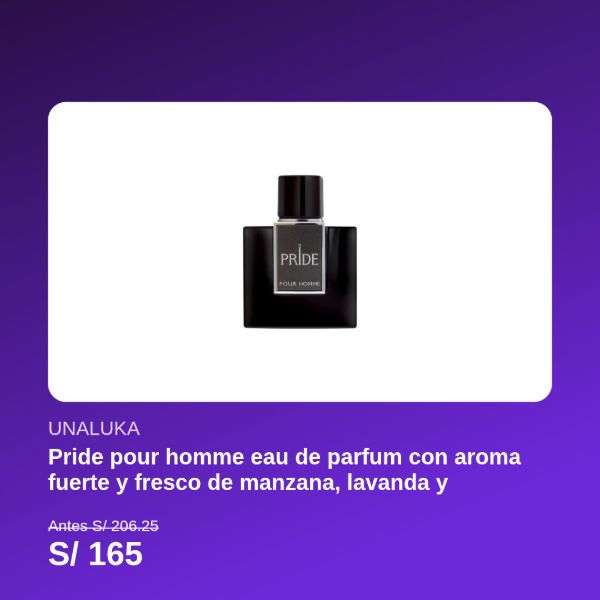 PRIDE
POUR HOMME
UNALUKA
Pride pour homme eau de parfum con aroma
fuerte y fresco de manzana, lavanda y
Antes S/ 206.25
S/ 165